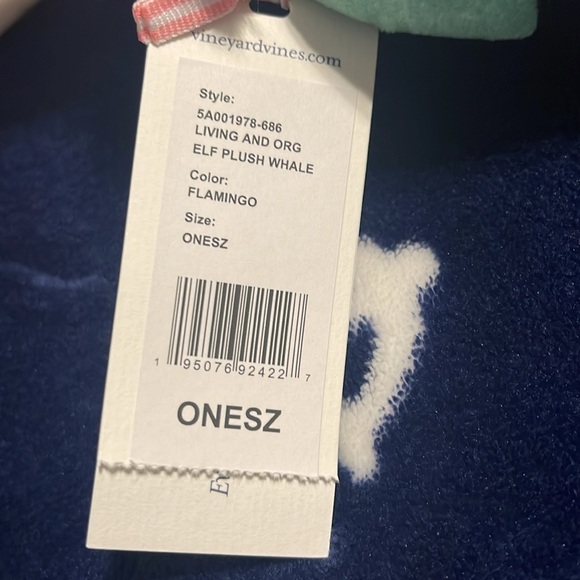 vineyardvines.com
Style:
5A001978-686
LIVING AND ORG
ELF PLUSH WHALE
Color:
FLAMINGO
Size:
ONESZ
1 95076 92422 7
ONESZ